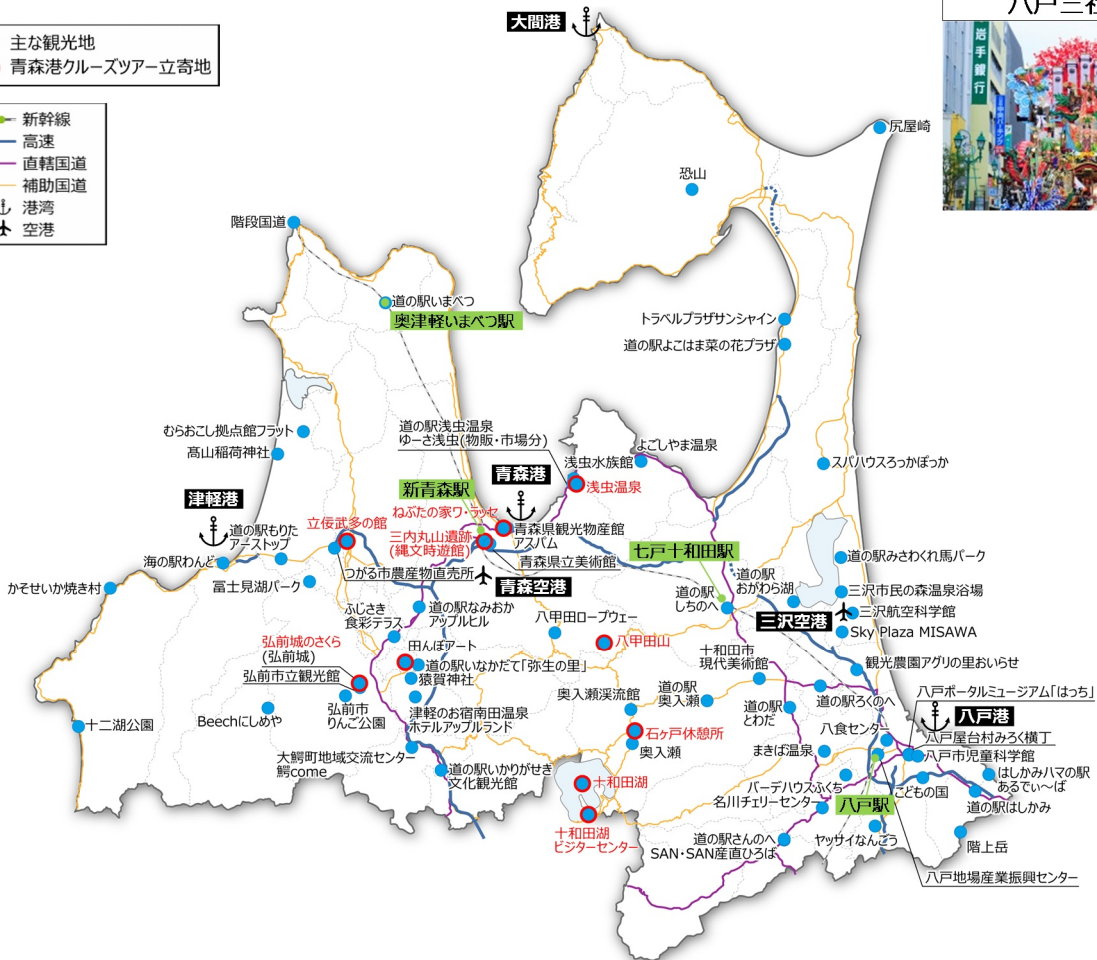 八戸三社
岩手銀行
主な観光地
青森港クルーズツアー立寄地
新幹線
高速
直轄国道
補助国道
港湾
空港
大間港
尻屋崎
恐山
階段国道
道の駅いまべつ
奥津軽いまべつ駅
トラベルプラザサンシャイン
道の駅よこはま菜の花プラザ
むらおこし拠点館フラット
高山稲荷神社
道の駅浅虫温泉
ゆーさ浅虫(物販・市場分)
よごしやま温泉
浅虫水族館
浅虫温泉
スパハウスろっかぽっか
青森港
新青森駅
津軽港
ねぶたの家ワ・ラッセ
立佞武多の館
道の駅もりた
アーストップ
三内丸山遺跡
(縄文時遊館)
青森県観光物産館
アスパム
青森県立美術館
七戸十和田駅
海の駅わんど
つがる市農産物直売所
青森空港
道の駅みさわくれ馬パーク
道の駅
おがわら湖
道の駅
しちのへ
かそせいか焼き村
富士見湖パーク
三沢市民の森温泉浴場
三沢航空科学館
三沢空港
Sky Plaza MISAWA
ふじさき
食彩テラス
道の駅なみおか
アップルヒル
八甲田ロープウェー
八甲田山
弘前城のさくら
(弘前城)
弘前市立観光館
田んぼアート
道の駅いなかだて「弥生の里」
猿賀神社
十和田市
現代美術館
観光農園アグリの里おいらせ
奥入瀬渓流館
道の駅
奥入瀬
道の駅ろくのへ
八戸ポータルミュージアム「はっち」
道の駅
とわだ
八戸港
十二湖公園
Beechにしめや
弘前市
りんご公園
津軽のお宿南田温泉
ホテルアップルランド
石ヶ戸休憩所
奥入瀬
八食センター
八戸屋台村みろく横丁
八戸市児童科学館
まきば温泉
大鰐町地域交流センター
鰐come
道の駅いかりがせき
文化観光館
十和田湖
はしかみハマの駅
あるでぃ～ば
バーデハウスふくち
名川チェリーセンター
こどもの国
八戸駅
道の駅はしかみ
十和田湖
ビジターセンター
道の駅さんのへ
SAN・SAN産直ひろば
ヤッサイなんごう
階上岳
八戸地場産業振興センター